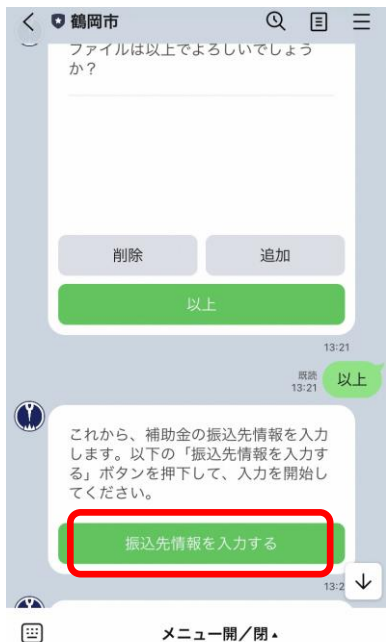 鶴岡市
ファイルは以上でよろしいでしょう
か？
削除
追加
以上
13:21
既読
13:21
以上
これから、補助金の振込先情報を入力
します。以下の「振込先情報を入力す
る」ボタンを押下して、入力を開始し
てください。
振込先情報を入力する
13:2
メニュー開／閉▲